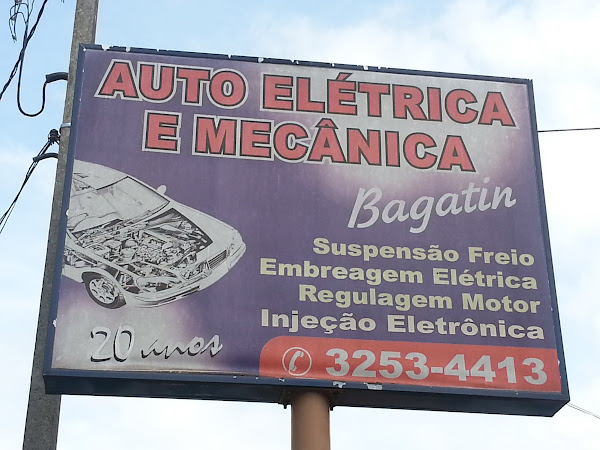 AUTO ELÉTRICA
E MECÂNICA
Bagatin
Suspensão Freio
Embreagem Elétrica
Regulagem Motor
Injeção Eletrônica
20 anos
3253-4413